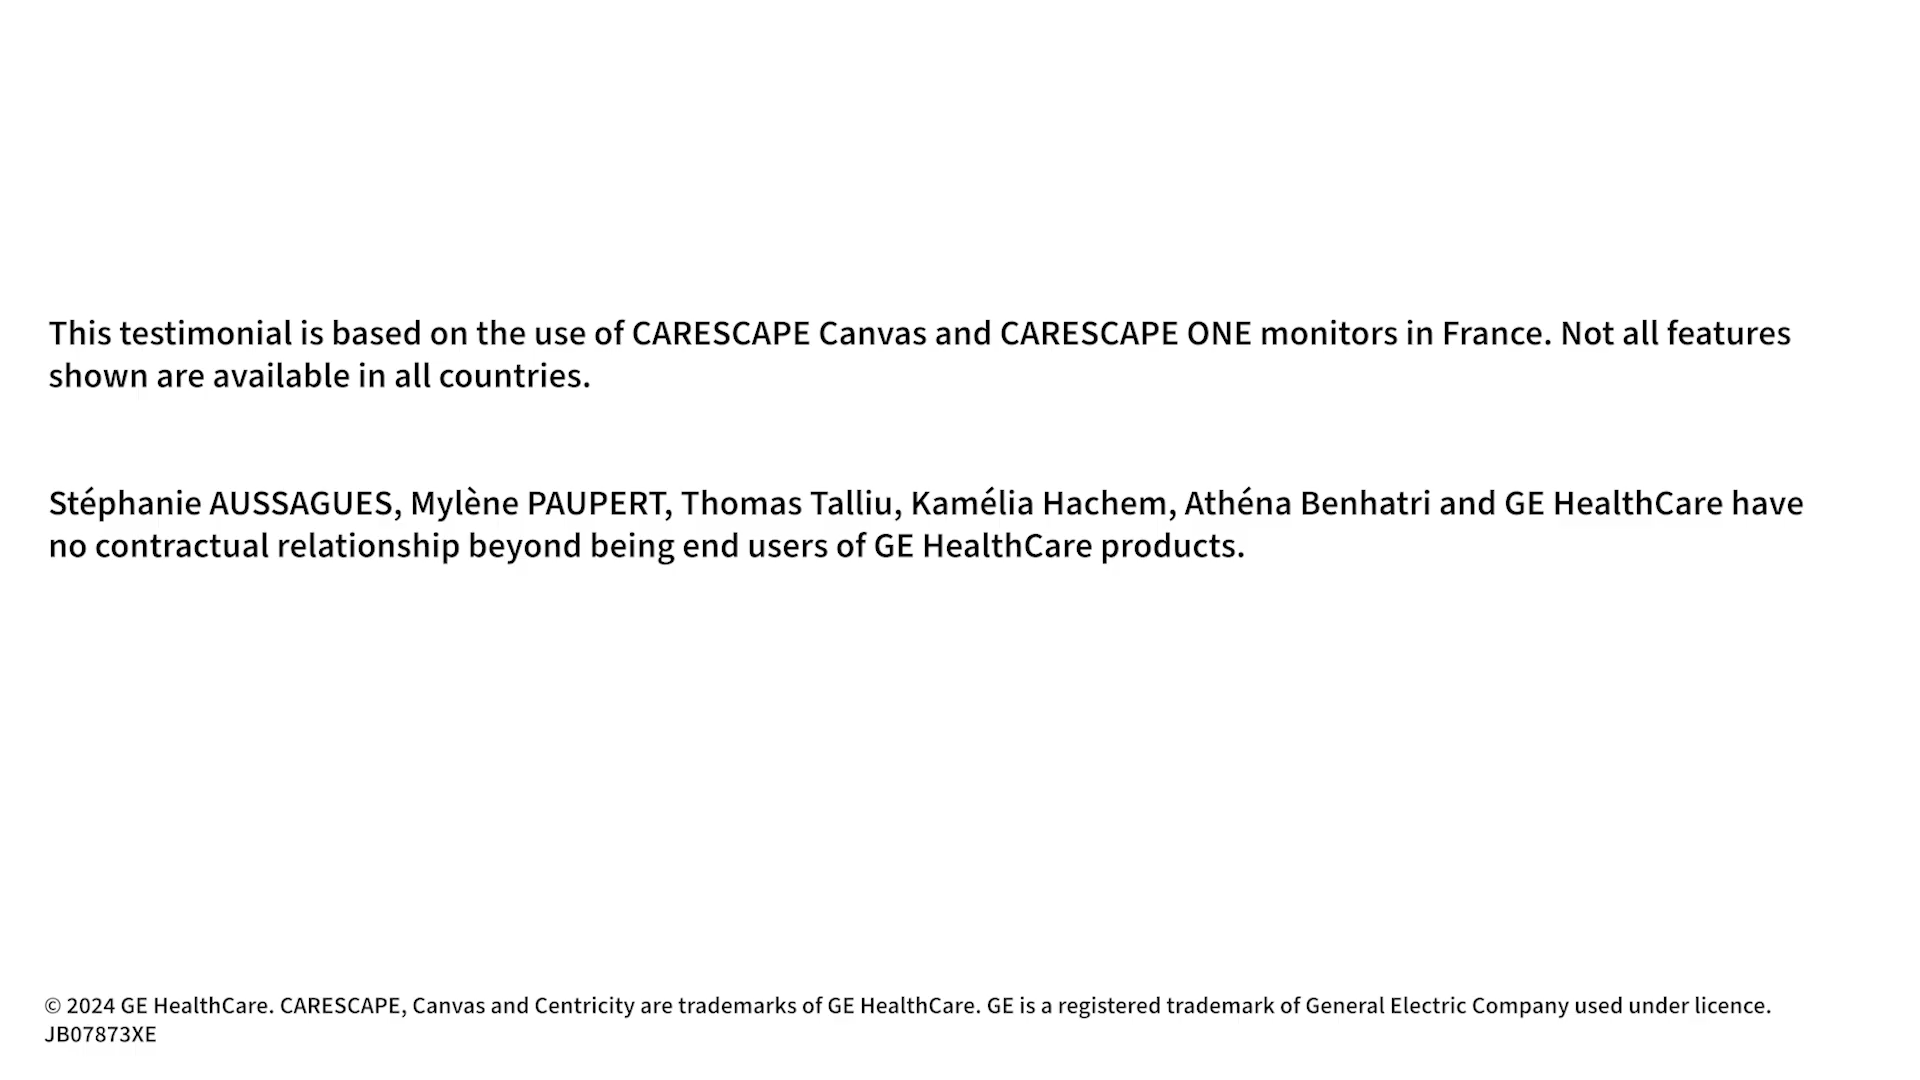 This testimonial is based on the use of CARESCAPE Canvas and CARESCAPE ONE monitors in France. Not all features
shown are available in all countries.
Stéphanie AUSSAGUES, Mylène PAUPERT, Thomas Talliu, Kamélia Hachem, Athéna Benhatri and GE HealthCare have
no contractual relationship beyond being end users of GE HealthCare products.
© 2024 GE HealthCare. CARESCAPE, Canvas and Centricity are trademarks of GE HealthCare. GE is a registered trademark of General Electric Company used under licence.
JB07873XE